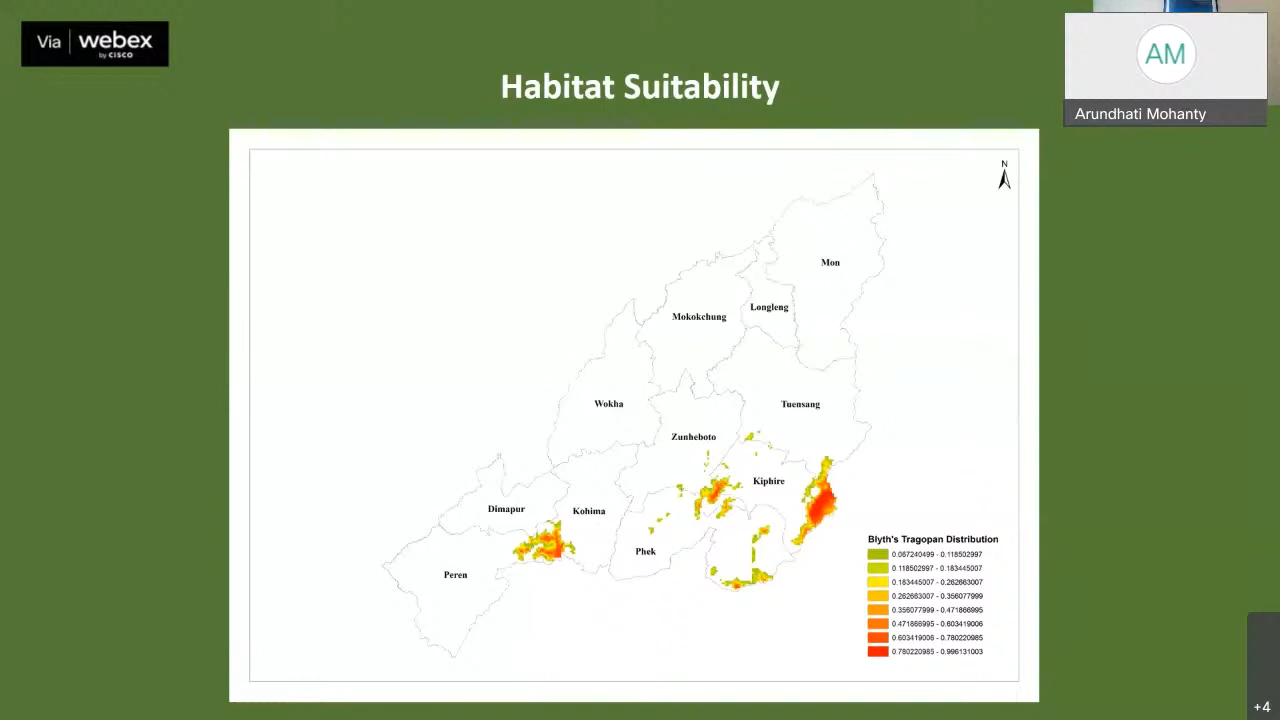 Via webex
by CISCO
AM
Arundhati Mohanty
Habitat Suitability
N
Mon
Longleng
Mokokchung
Wokha
Tuensang
Zunheboto
Kiphire
Dimapur
Kohima
Phek
Peren
Blyth's Tragopan Distribution
0.087240499 - 0.118502997
0.118502997 - 0.183445007
0.183445007 - 0.262663007
0.262663007 - 0.356077999
0.356077999 - 0.471866995
0.471866995 - 0.603419006
0.603419006 - 0.780220985
0.780220985 - 0.996131003
+4